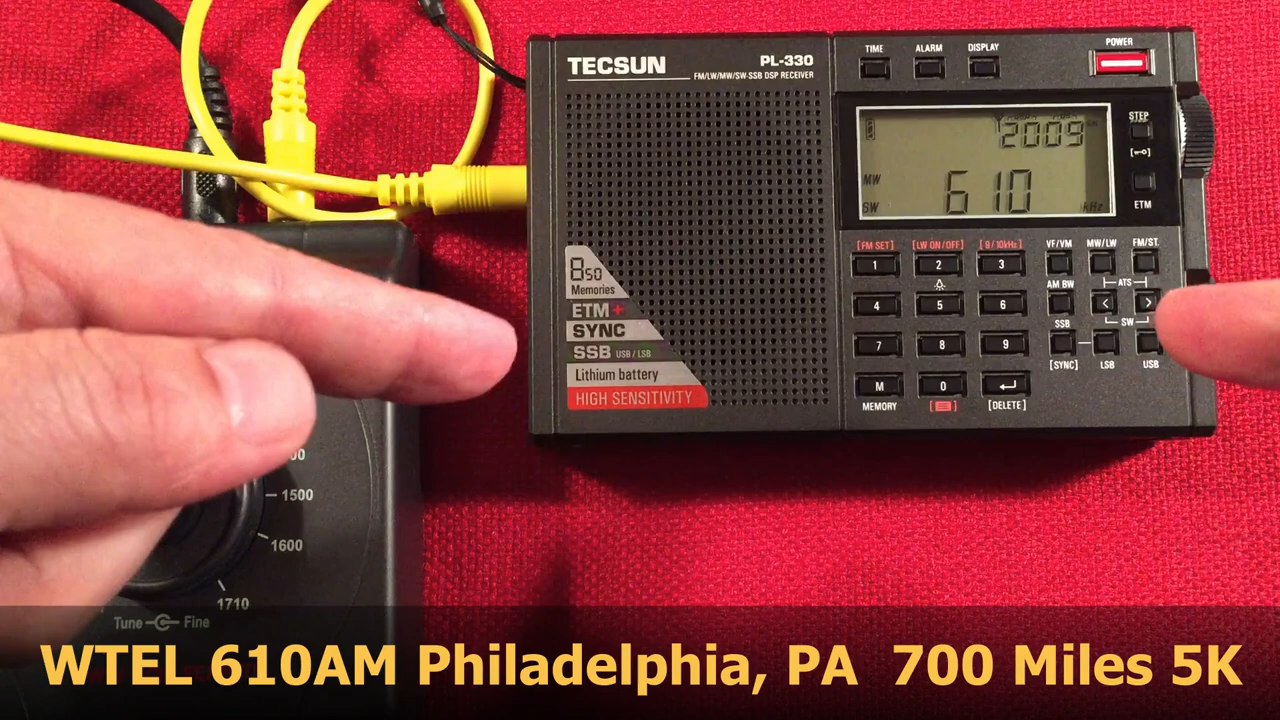 TECSUN
PL-330
FM/LW/MW/SW-SSB DSP RECEIVER
TIME ALARM DISPLAY POWER
2009
MW
SW
610
kHz
STEP
ETM
[FM SET] [LW ON/OFF] [9/10kHz] VF/VM MW/LW FM/ST.
1 2 3
AM BW ATS
4 5 6 < >
SSB SW
7 8 9
[SYNC] LSB USB
M 0
MEMORY [DELETE]
850
Memories
ETM+
SYNC
SSB USB / LSB
Lithium battery
HIGH SENSITIVITY
1500
1600
1710
Tune Fine
WTEL 610AM Philadelphia, PA 700 Miles 5K